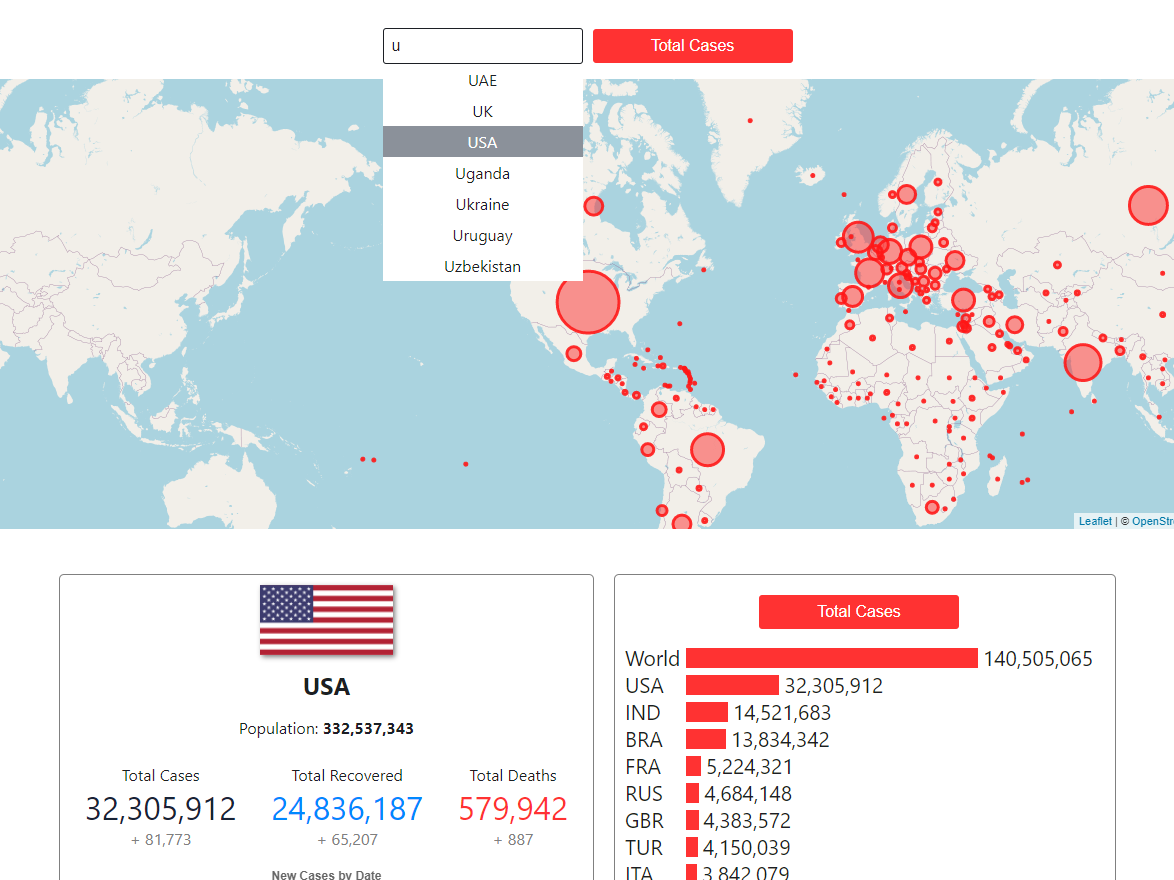 u
Total Cases
UAE
UK
USA
Uganda
Ukraine
Uruguay
Uzbekistan
Leaflet | © OpenStr
USA
Population: 332,537,343
Total Cases Total Recovered Total Deaths
32,305,912 24,836,187 579,942
+ 81,773 + 65,207 + 887
New Cases by Date
Total Cases
World 140,505,065
USA 32,305,912
IND 14,521,683
BRA 13,834,342
FRA 5,224,321
RUS 4,684,148
GBR 4,383,572
TUR 4,150,039
ITA 3,842,079